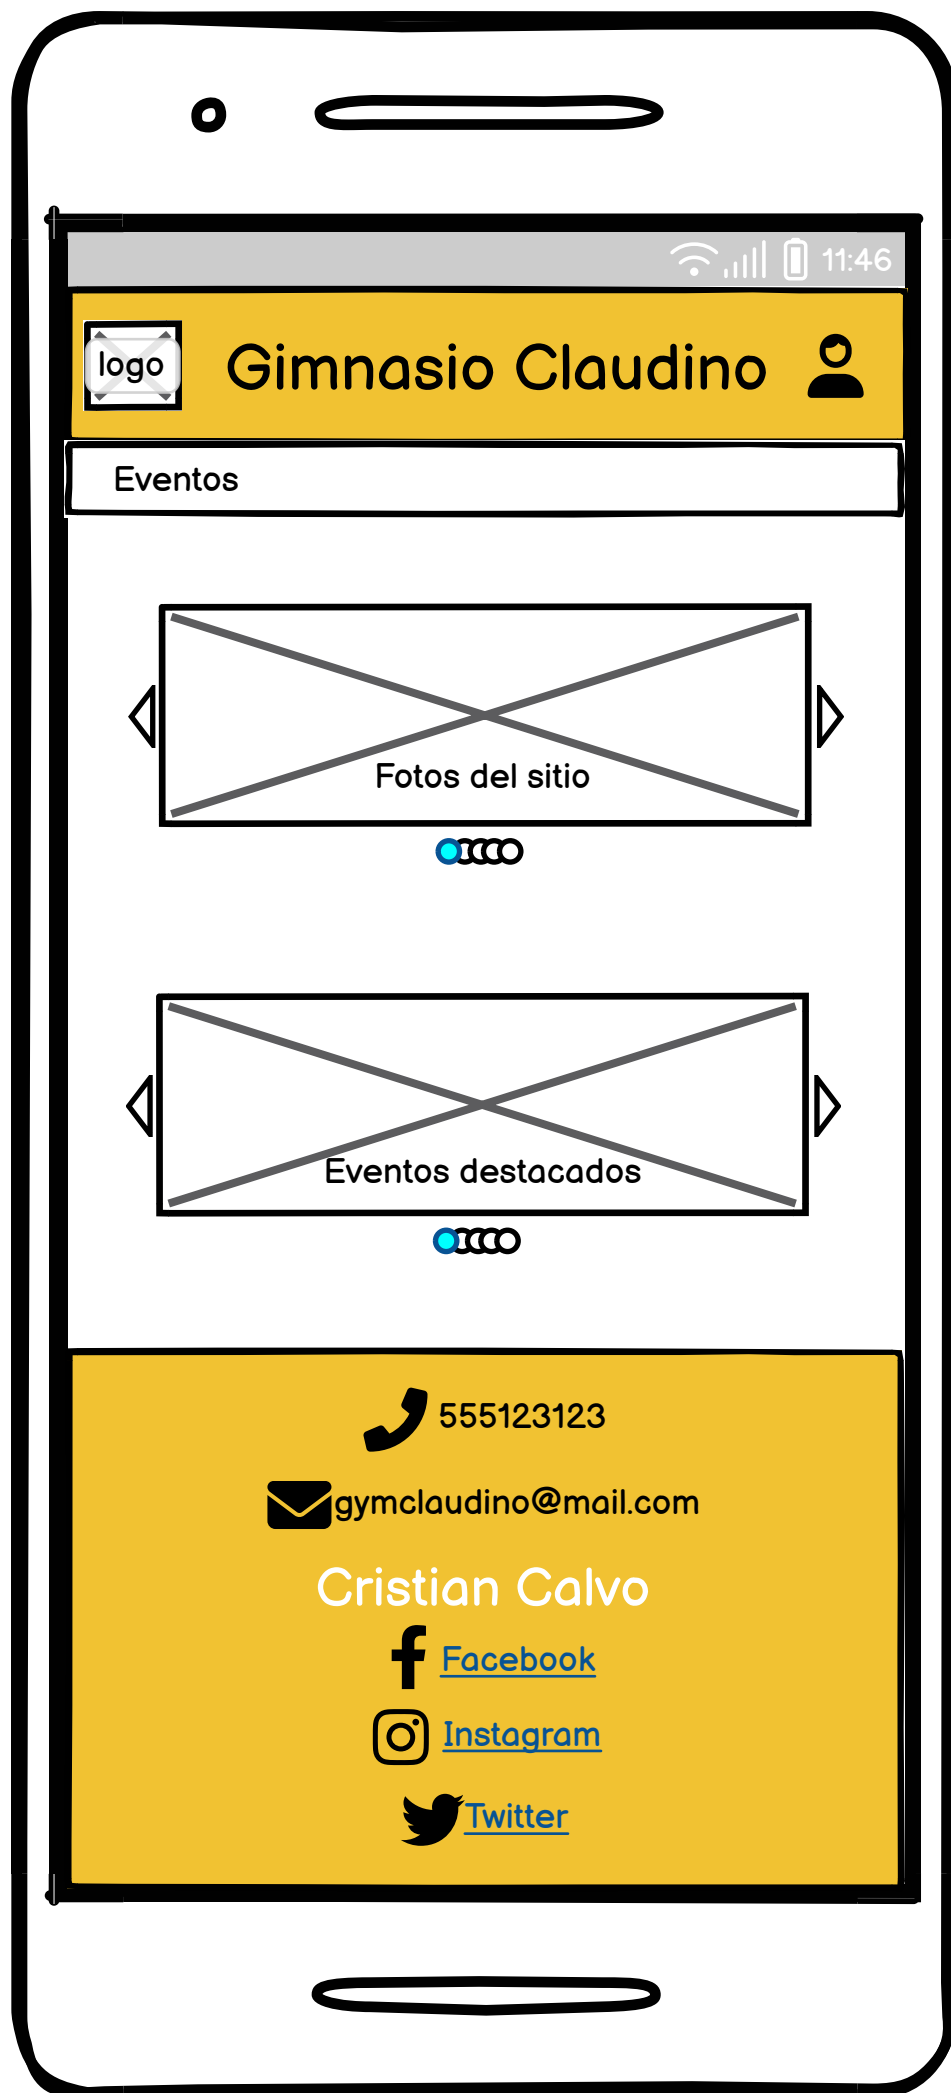 11:46
logo
Gimnasio Claudino
Eventos
Fotos del sitio
Eventos destacados
555123123
gymclaudino@mail.com
Cristian Calvo
Facebook
Instagram
Twitter